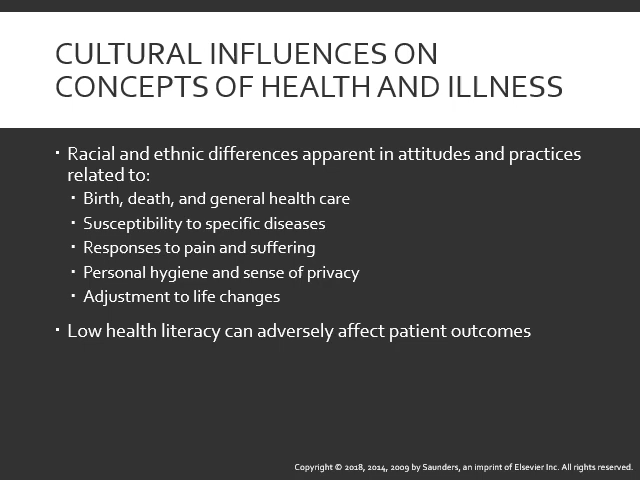 CULTURAL INFLUENCES ON
CONCEPTS OF HEALTH AND ILLNESS
▪ Racial and ethnic differences apparent in attitudes and practices
related to:
▪ Birth, death, and general health care
▪ Susceptibility to specific diseases
▪ Responses to pain and suffering
▪ Personal hygiene and sense of privacy
▪ Adjustment to life changes
▪ Low health literacy can adversely affect patient outcomes
Copyright © 2018, 2014, 2009 by Saunders, an imprint of Elsevier Inc. All rights reserved.